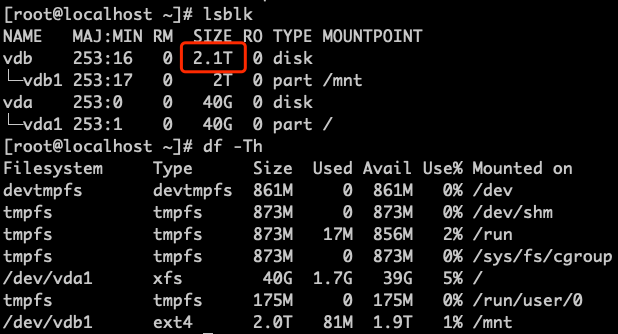 [root@localhost ~]# lsblk
NAME   MAJ:MIN RM  SIZE RO TYPE MOUNTPOINT
vdb    253:16   0  2.1T  0 disk
└─vdb1 253:17   0    2T  0 part /mnt
vda    253:0    0   40G  0 disk
└─vda1 253:1    0   40G  0 part /
[root@localhost ~]# df -Th
Filesystem     Type      Size  Used Avail Use% Mounted on
devtmpfs       devtmpfs  861M     0  861M   0% /dev
tmpfs          tmpfs     873M     0  873M   0% /dev/shm
tmpfs          tmpfs     873M   17M  856M   2% /run
tmpfs          tmpfs     873M     0  873M   0% /sys/fs/cgroup
/dev/vda1      xfs        40G  1.7G   39G   5% /
tmpfs          tmpfs     175M     0  175M   0% /run/user/0
/dev/vdb1      ext4      2.0T   81M  1.9T   1% /mnt